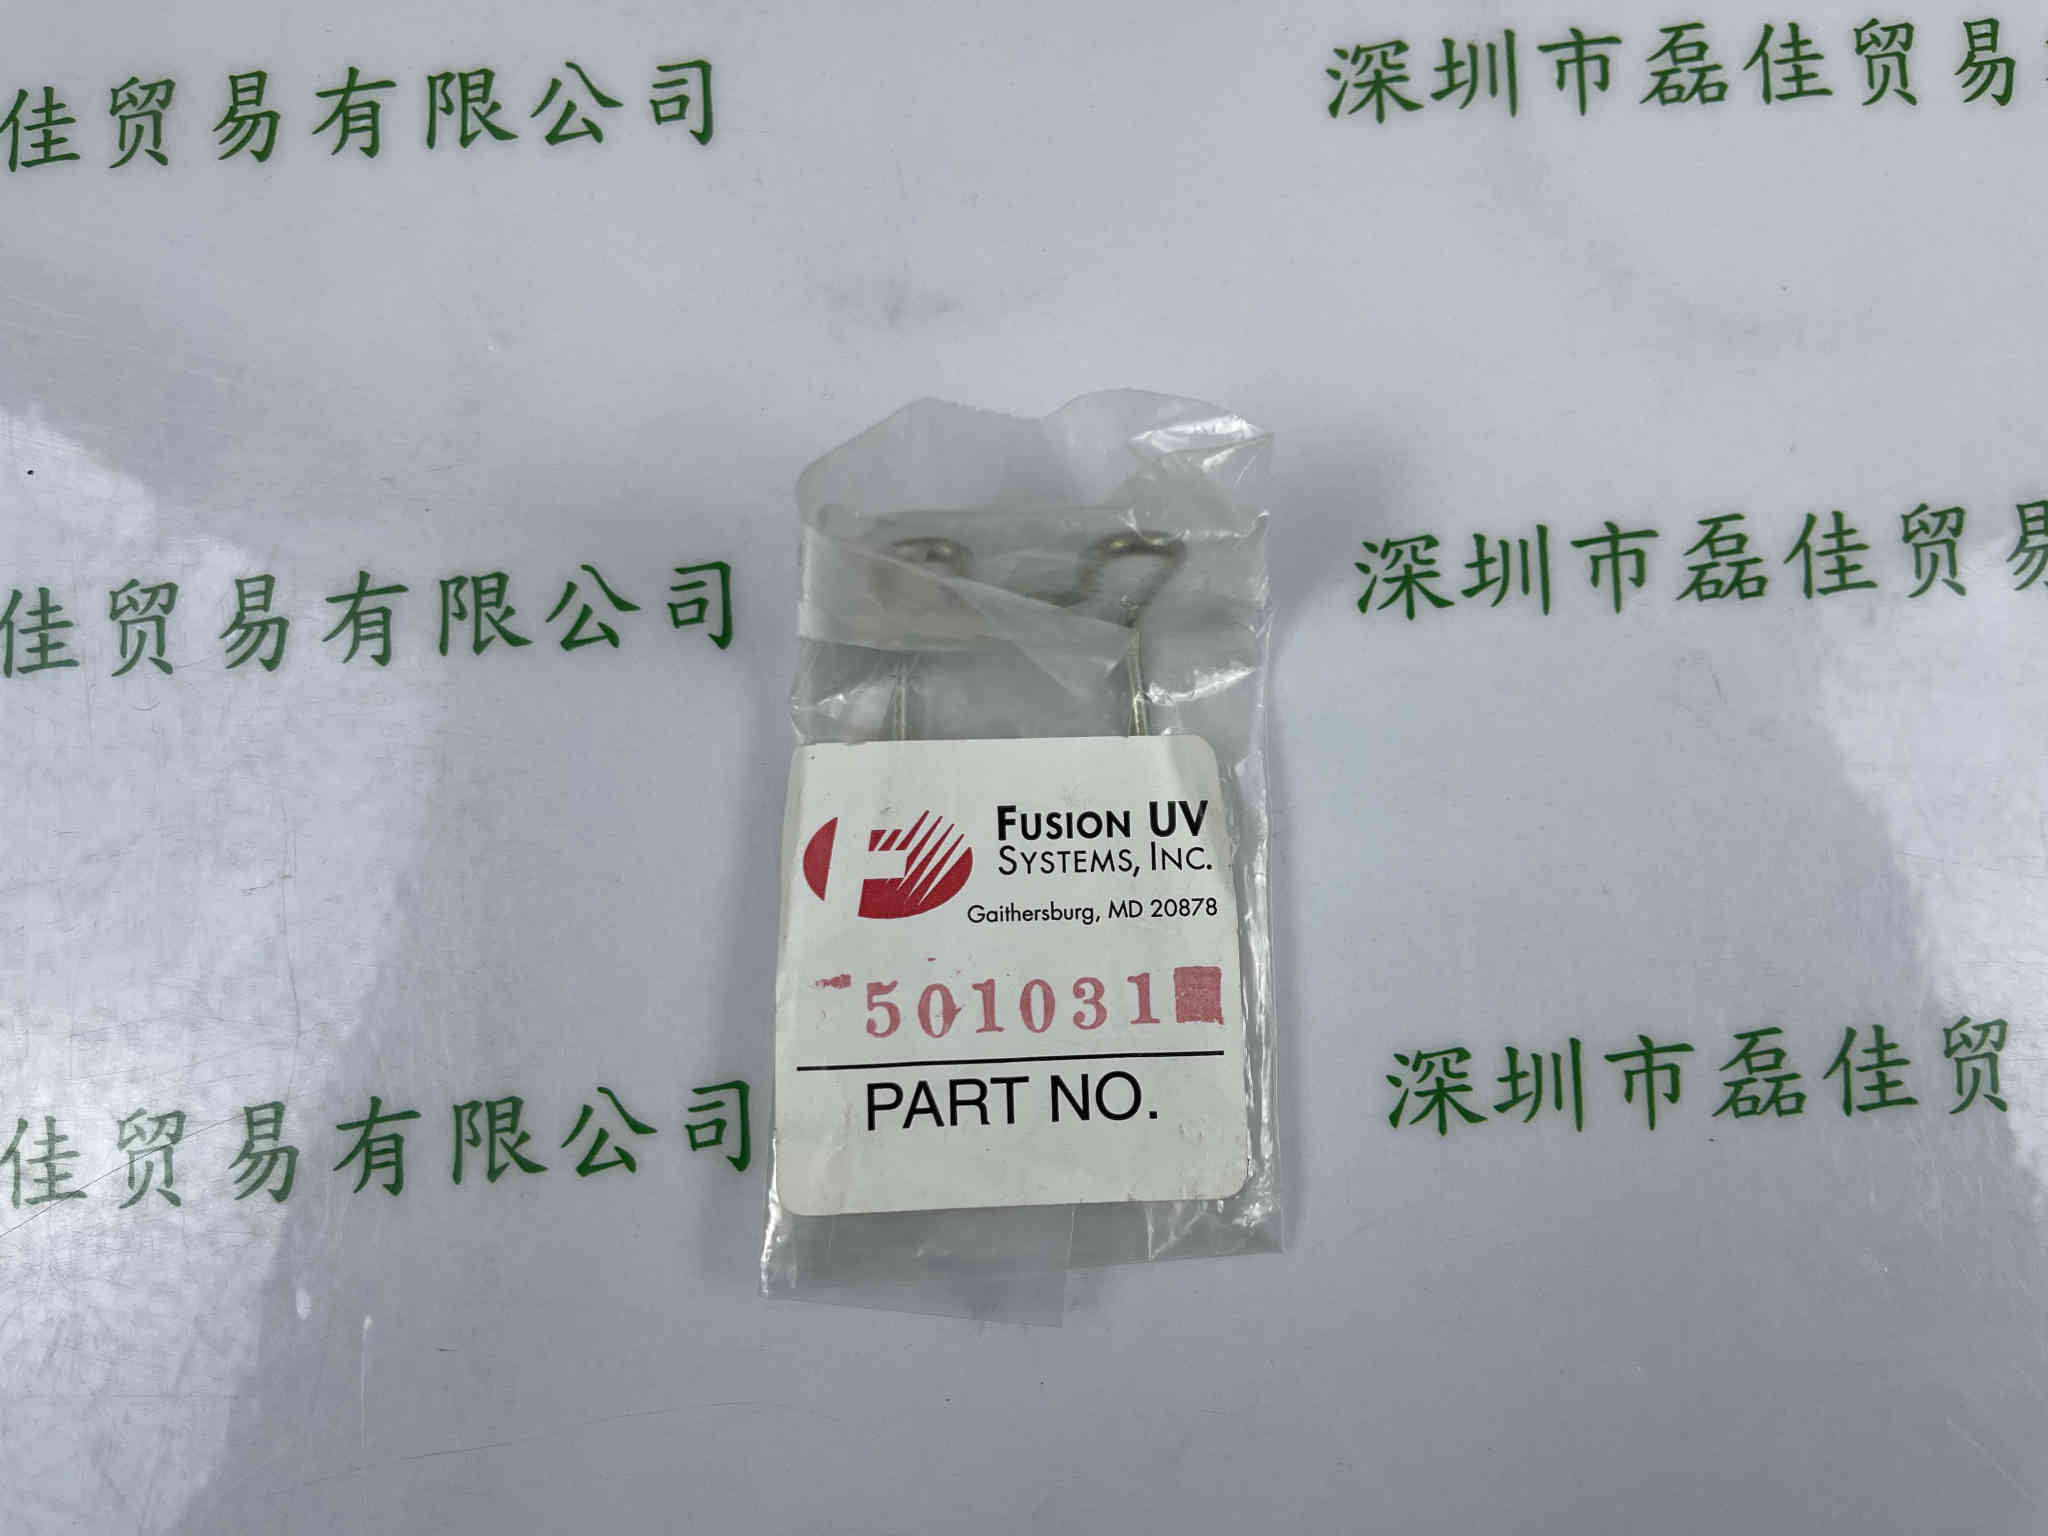 佳贸易有限公司
深圳市磊佳贸易
佳贸易有限公司
深圳市磊佳贸易
FUSION UV
SYSTEMS, INC.
Gaithersburg, MD 20878
501031
PART NO.
佳贸易有限公司
深圳市磊佳贸